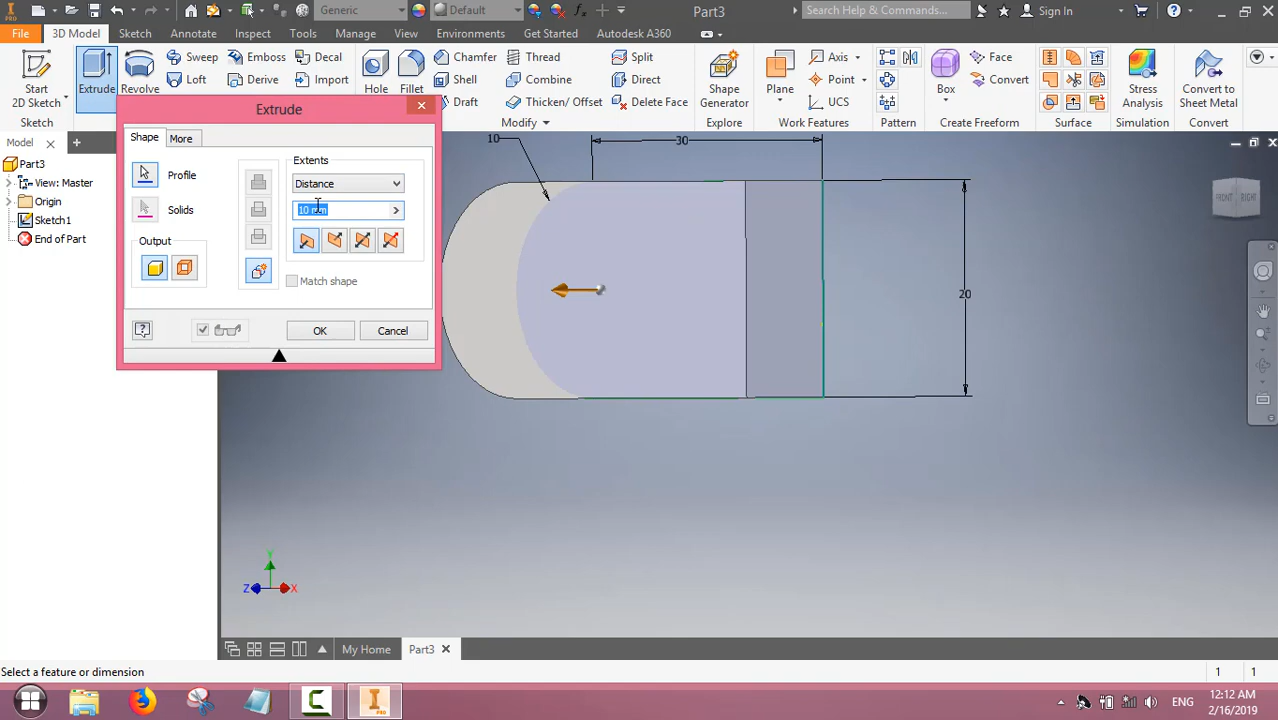 PRO
Generic
Default
Part3
Search Help & Commands...
Sign In
File
3D Model
Sketch
Annotate
Inspect
Tools
Manage
View
Environments
Get Started
Autodesk A360
Start
2D Sketch
Extrude
Revolve
Sweep
Emboss
Decal
Loft
Derive
Import
Hole
Fillet
Chamfer
Thread
Split
Shell
Combine
Direct
Draft
Thicken/ Offset
Delete Face
Shape
Generator
Plane
Axis
Point
UCS
Box
Face
Convert
Stress
Analysis
Convert to
Sheet Metal
Sketch
Modify
Explore
Work Features
Pattern
Create Freeform
Surface
Simulation
Convert
Model
Part3
View: Master
Origin
Sketch1
End of Part
Extrude
Shape
More
Profile
Solids
Output
Extents
Distance
10 mm
Match shape
OK
Cancel
10
30
20
FRONT
RIGHT
Y
Z
X
My Home
Part3
Select a feature or dimension
1
1
ENG
12:12 AM
2/16/2019